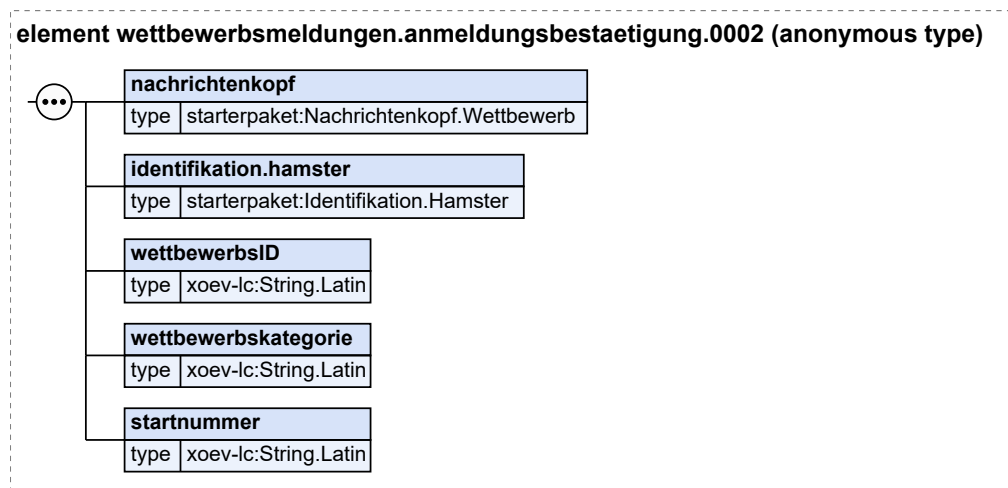 element wettbewerbsmeldungen.anmeldungsbestaetigung.0002 (anonymous type)
nachrichtenkopf
type starterpaket:Nachrichtenkopf.Wettbewerb
identifikation.hamster
type starterpaket:Identifikation.Hamster
wettbewerbsID
type xoev-lc:String.Latin
wettbewerbskategorie
type xoev-lc:String.Latin
startnummer
type xoev-lc:String.Latin